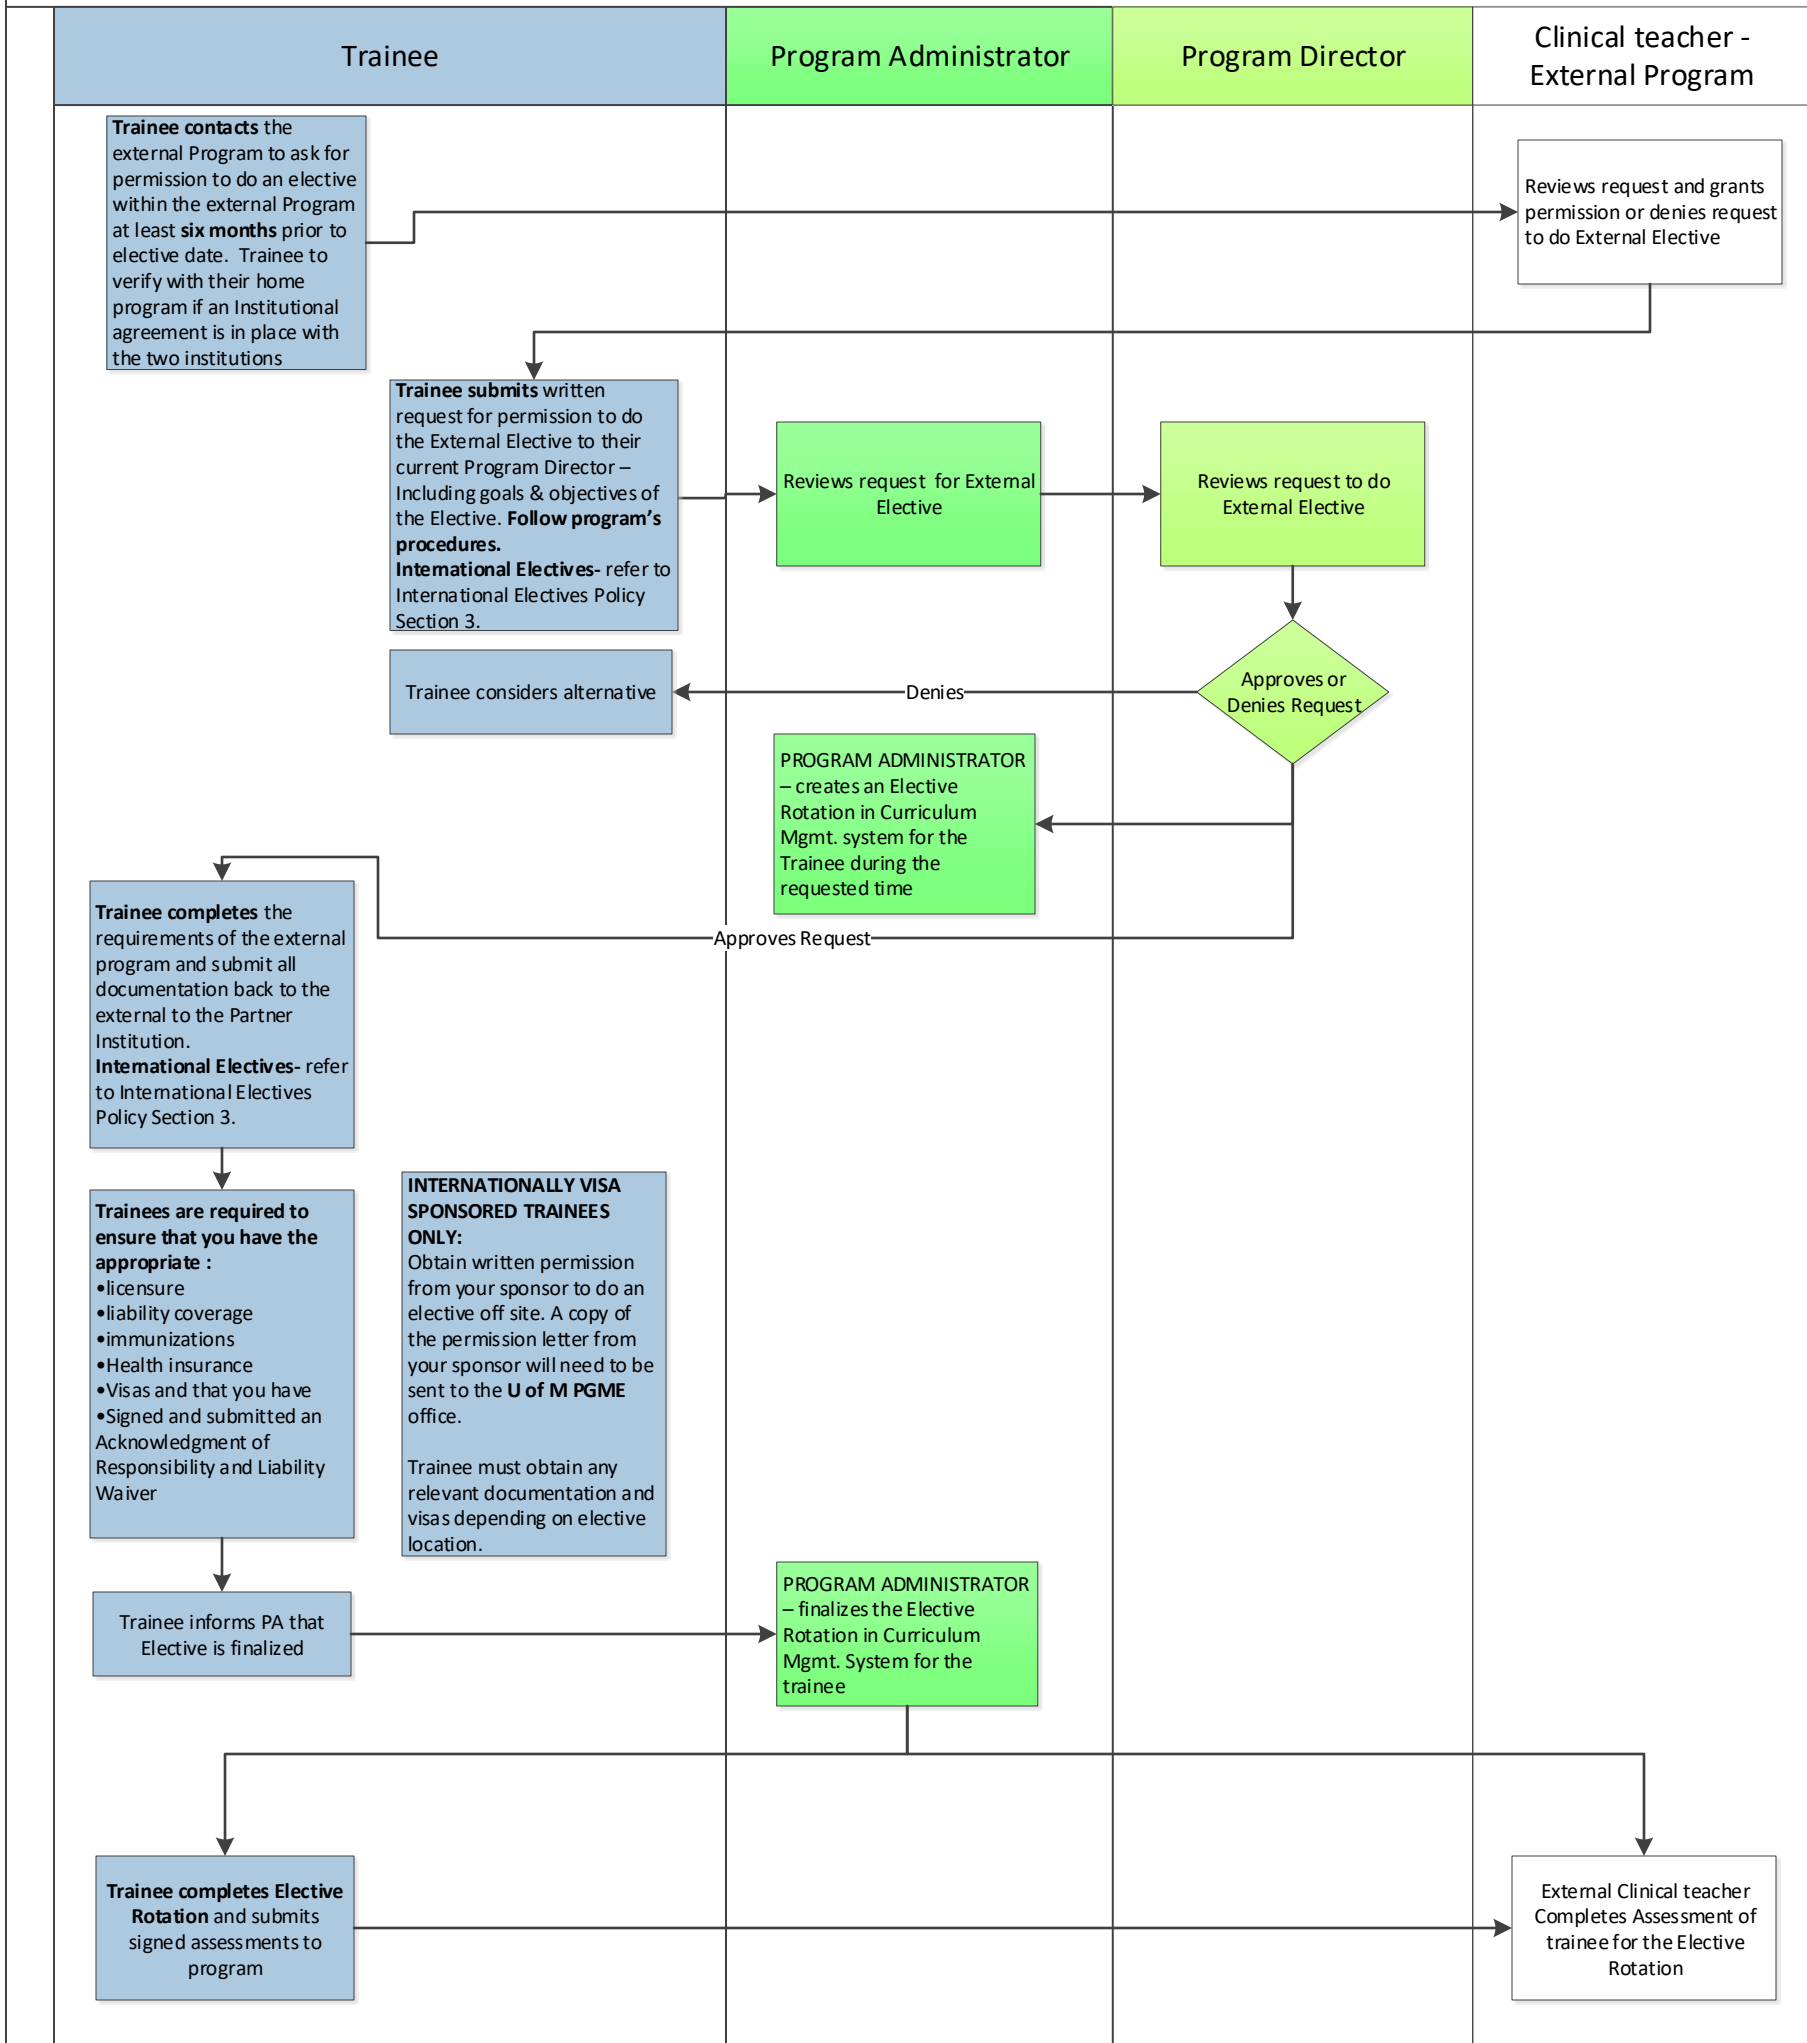 Trainee
Program Administrator
Program Director
Clinical teacher -
External Program
Trainee contacts the
external Program to ask for
permission to do an elective
within the external Program
at least six months prior to
elective date.  Trainee to
verify with their home
program if an Institutional
agreement is in place with
the two institutions
Reviews request and grants
permission or denies request
to do External Elective
Trainee submits written
request for permission to do
the External Elective to their
current Program Director –
Including goals & objectives of
the Elective. Follow program's
procedures.
International Electives- refer to
International Electives Policy
Section 3.
Reviews request  for External
Elective
Reviews request to do
External Elective
Approves or
Denies Request
Denies
Trainee considers alternative
PROGRAM ADMINISTRATOR
– creates an Elective
Rotation in Curriculum
Mgmt. system for the
Trainee during the
requested time
Approves Request
Trainee completes the
requirements of the external
program and submit all
documentation back to the
external to the Partner
Institution.
International Electives- refer
to International Electives
Policy Section 3.
Trainees are required to
ensure that you have the
appropriate :
•licensure
•liability coverage
•immunizations
•Health insurance
•Visas and that you have
•Signed and submitted an
Acknowledgment of
Responsibility and Liability
Waiver
INTERNATIONALLY VISA
SPONSORED TRAINEES
ONLY:
Obtain written permission
from your sponsor to do an
elective off site. A copy of
the permission letter from
your sponsor will need to be
sent to the U of M PGME
office.
Trainee must obtain any
relevant documentation and
visas depending on elective
location.
Trainee informs PA that
Elective is finalized
PROGRAM ADMINISTRATOR
– finalizes the Elective
Rotation in Curriculum
Mgmt. System for the
trainee
Trainee completes Elective
Rotation and submits
signed assessments to
program
External Clinical teacher
Completes Assessment of
trainee for the Elective
Rotation